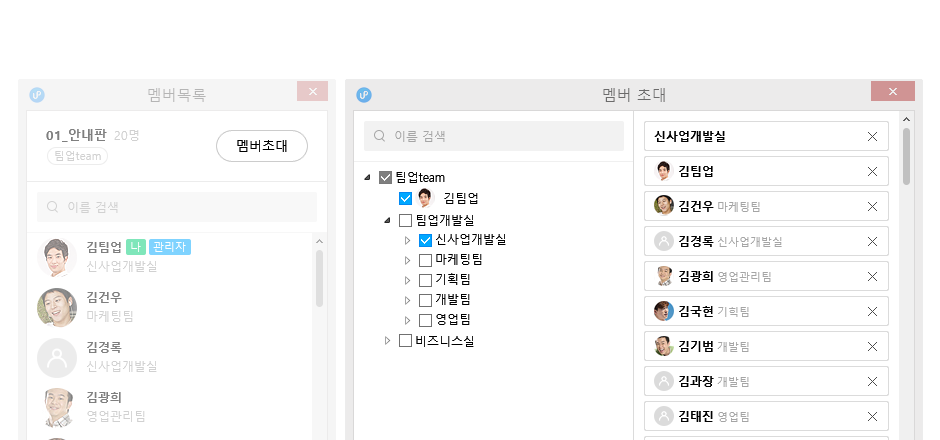 멤버목록
01_안내판 20명
팀업team
멤버초대
이름 검색
김팀업 나 관리자
신사업개발실
김건우
마케팅팀
김경록
신사업개발실
김광희
영업관리팀
멤버 초대
이름 검색
팀업team
김팀업
팀업개발실
신사업개발실
마케팅팀
기획팀
개발팀
영업팀
비즈니스실
신사업개발실
김팀업
김건우 마케팅팀
김경록 신사업개발실
김광희 영업관리팀
김국현 기획팀
김기범 개발팀
김과장 개발팀
김태진 영업팀